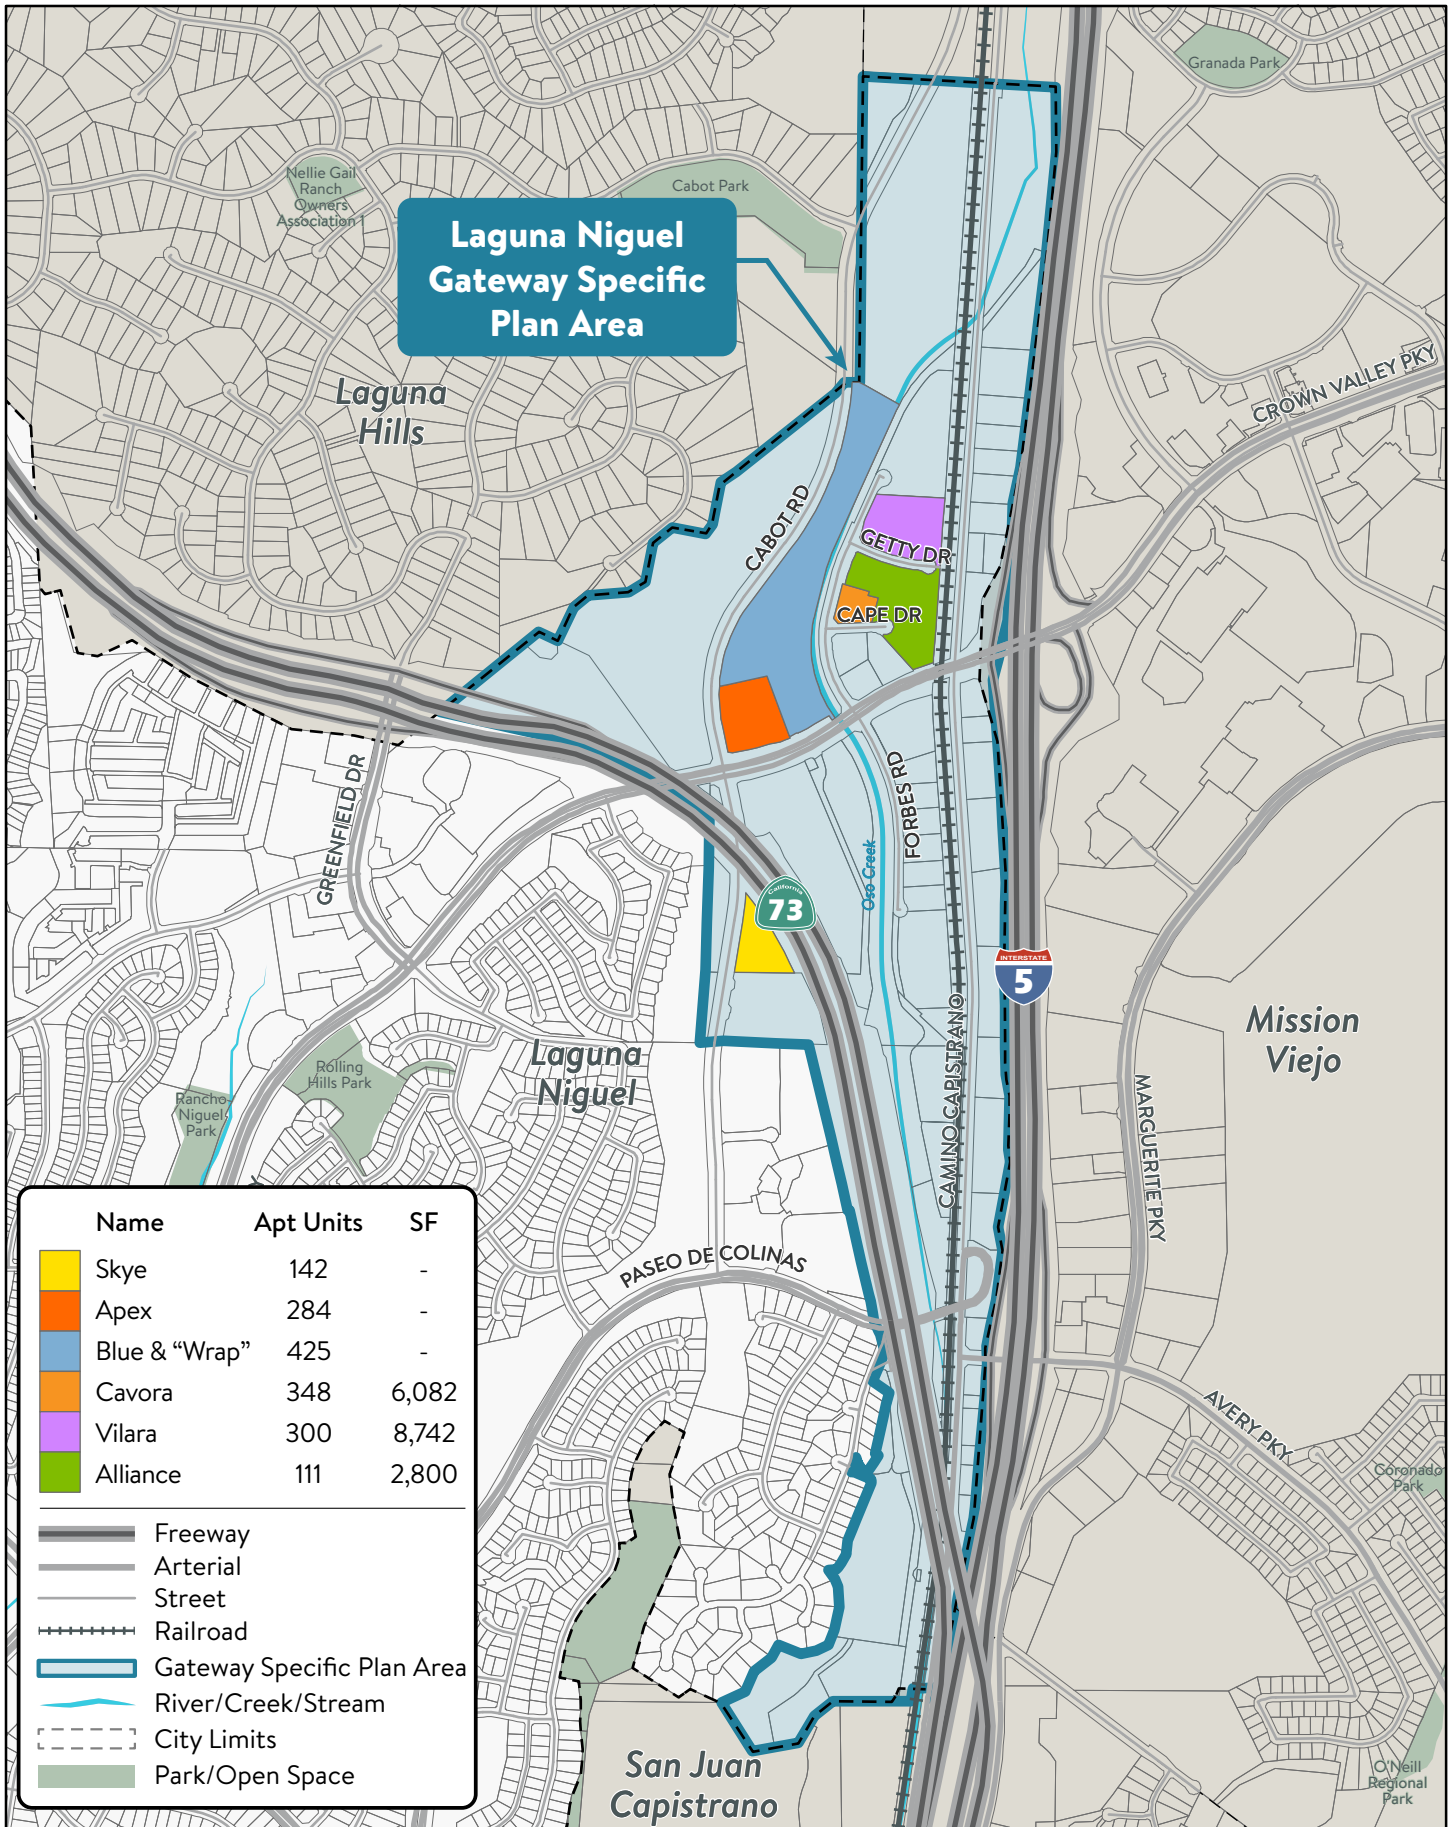 Granada Park
Nellie Gail
Ranch
Owners
Association 1
Cabot Park
Laguna Niguel
Gateway Specific
Plan Area
Laguna
Hills
CROWN VALLEY PKY
CABOT RD
GETTY DR
CAPE DR
GREENFIELD DR
FORBES RD
Oso Creek
California
73
INTERSTATE
5
Mission
Viejo
CAMINO CAPISTRANO
Laguna
Niguel
Rolling
Hills Park
Rancho
Niguel
Park
MARGUERITE PKY
PASEO DE COLINAS
AVERY PKY
Coronado
Park
O'Neill
Regional
Park
San Juan
Capistrano
Name Apt Units SF
Skye 142 -
Apex 284 -
Blue & “Wrap” 425 -
Cavora 348 6,082
Vilara 300 8,742
Alliance 111 2,800
Freeway
Arterial
Street
Railroad
Gateway Specific Plan Area
River/Creek/Stream
City Limits
Park/Open Space